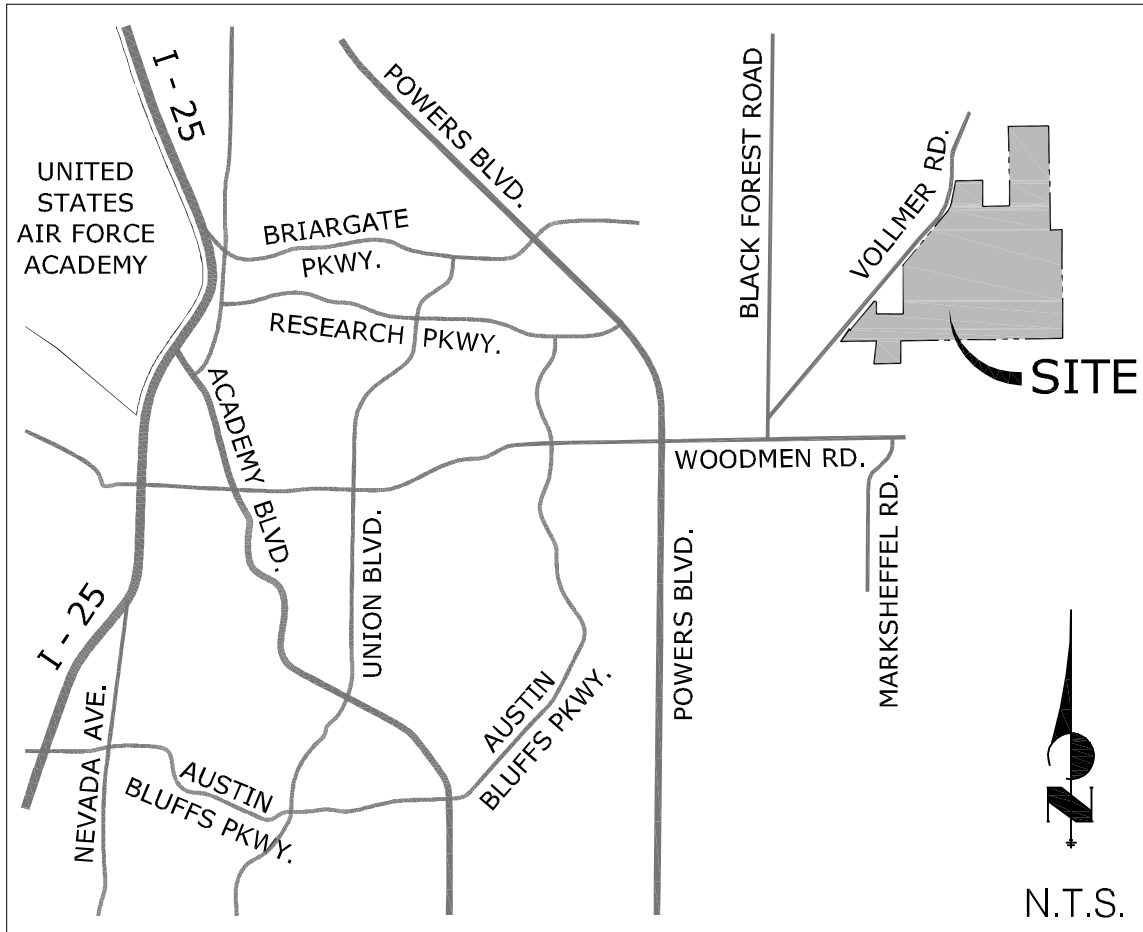 I - 25
UNITED
STATES
AIR FORCE
ACADEMY
POWERS BLVD.
BRIARGATE
PKWY.
RESEARCH PKWY.
BLACK FOREST ROAD
VOLLMER RD.
SITE
ACADEMY BLVD.
WOODMEN RD.
UNION BLVD.
MARKSHEFFEL RD.
POWERS BLVD.
I - 25
NEVADA AVE.
AUSTIN
BLUFFS PKWY.
AUSTIN
BLUFFS PKWY.
N
N.T.S.